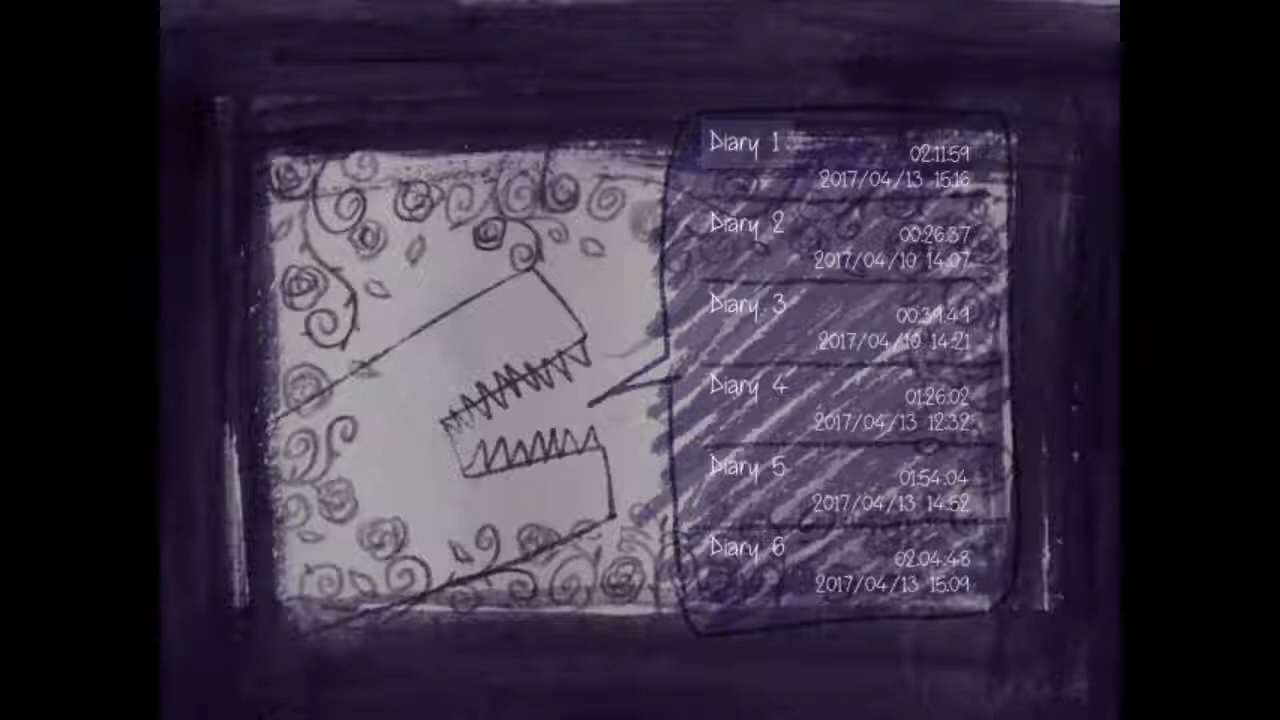 Diary 1
02:11:59
2017/04/13 15:16
Diary 2
00:26:37
2017/04/10 14:07
Diary 3
00:39:49
2017/04/10 14:21
Diary 4
01:26:02
2017/04/13 12:32
Diary 5
01:54:04
2017/04/13 14:52
Diary 6
02:04:48
2017/04/13 15:09